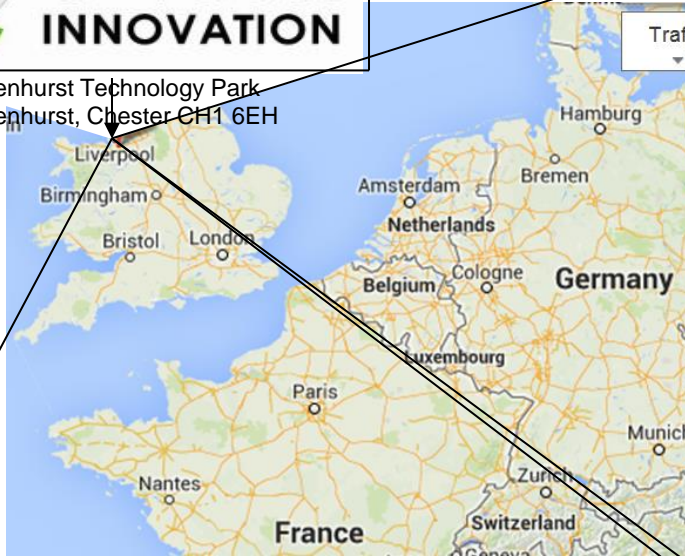 INNOVATION
enhurst Technology Park
enhurst, Chester CH1 6EH
Traf
Hamburg
Liverpool
Bremen
Birmingham
Amsterdam
Netherlands
Bristol
London
Belgium
Cologne
Germany
Luxembourg
Paris
Munich
Zurich
Nantes
Switzerland
France
Geneva